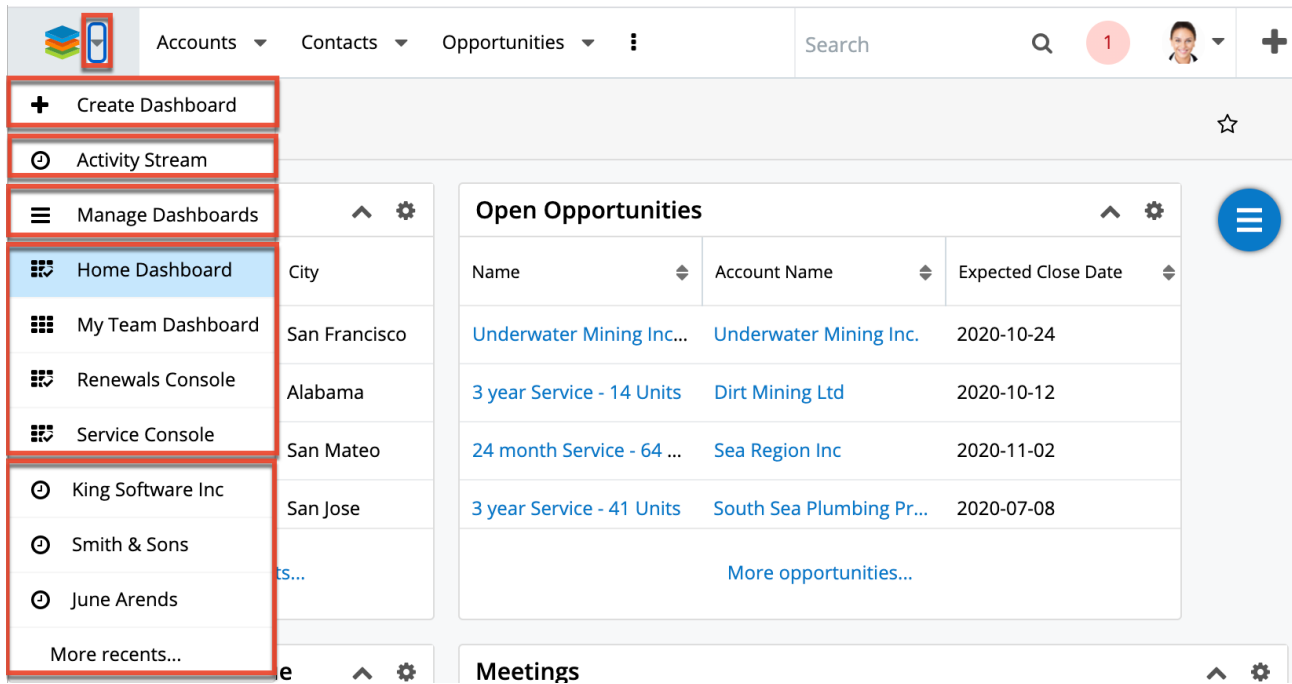 Accounts
Contacts
Opportunities
Search
1
Create Dashboard
Activity Stream
Manage Dashboards
Home Dashboard
My Team Dashboard
Renewals Console
Service Console
King Software Inc
Smith & Sons
June Arends
More recents...
City
San Francisco
Alabama
San Mateo
San Jose
ts...
e
Open Opportunities
Name Account Name Expected Close Date
Underwater Mining Inc... Underwater Mining Inc. 2020-10-24
3 year Service - 14 Units Dirt Mining Ltd 2020-10-12
24 month Service - 64 ... Sea Region Inc 2020-11-02
3 year Service - 41 Units South Sea Plumbing Pr... 2020-07-08
More opportunities...
Meetings